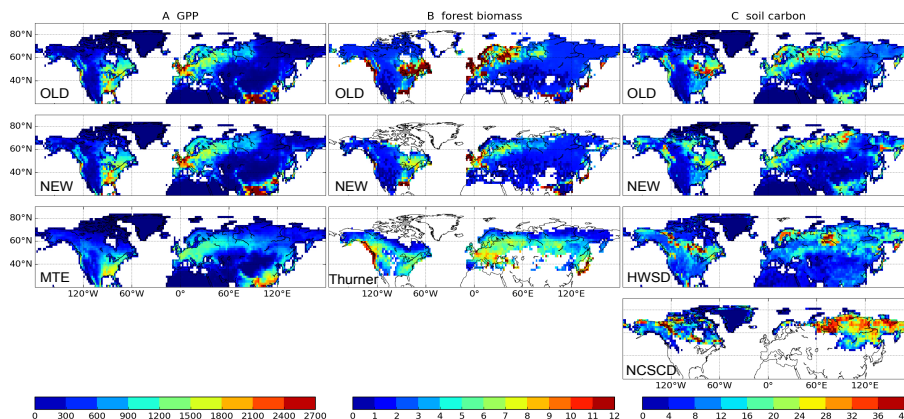 A GPP
B forest biomass
C soil carbon
80°N
60°N
40°N
OLD
OLD
OLD
80°N
60°N
40°N
NEW
NEW
NEW
80°N
60°N
40°N
MTE
Thurner
HWSD
120°W 60°W 0° 60°E 120°E
120°W 60°W 0° 60°E 120°E
NCSCD
120°W 60°W 0° 60°E 120°E
0 300 600 900 1200 1500 1800 2100 2400 2700
0 1 2 3 4 5 6 7 8 9 10 11 12
0 4 8 12 16 20 24 28 32 36